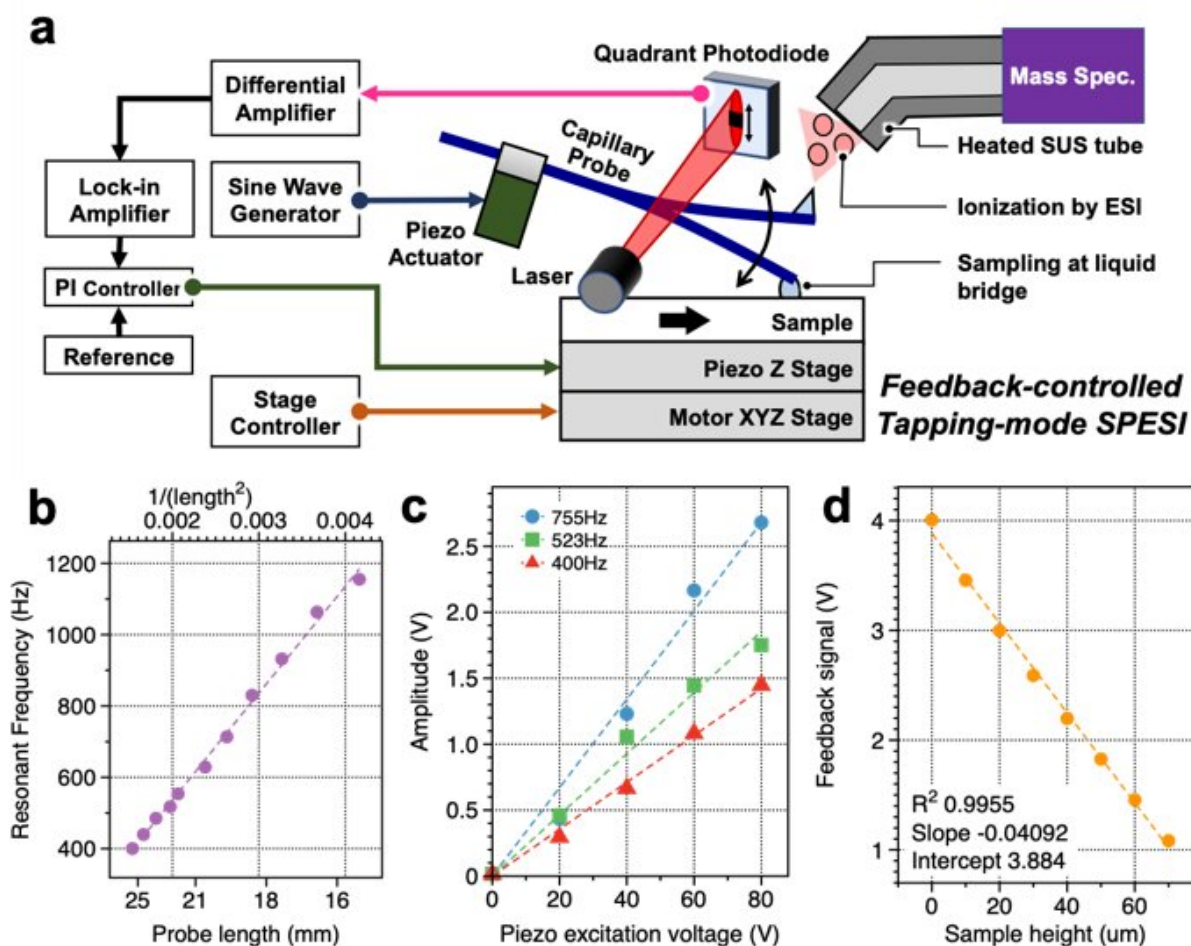 a
Quadrant Photodiode
Mass Spec.
Differential
Amplifier
Capillary
Probe
Heated SUS tube
Lock-in
Amplifier
Sine Wave
Generator
Piezo
Actuator
Ionization by ESI
Laser
Sampling at liquid
bridge
PI Controller
Sample
Reference
Piezo Z Stage
Stage
Controller
Motor XYZ Stage
Feedback-controlled
Tapping-mode SPESI
b
1/(length²)
0.002 0.003 0.004
Resonant Frequency (Hz)
1200
1000
800
600
400
25 21 18 16
Probe length (mm)
c
755Hz
523Hz
400Hz
Amplitude (V)
2.5
2.0
1.5
1.0
0.5
0
0 20 40 60 80
Piezo excitation voltage (V)
d
Feedback signal (V)
4
3
2
1
R² 0.9955
Slope -0.04092
Intercept 3.884
0 20 40 60
Sample height (um)